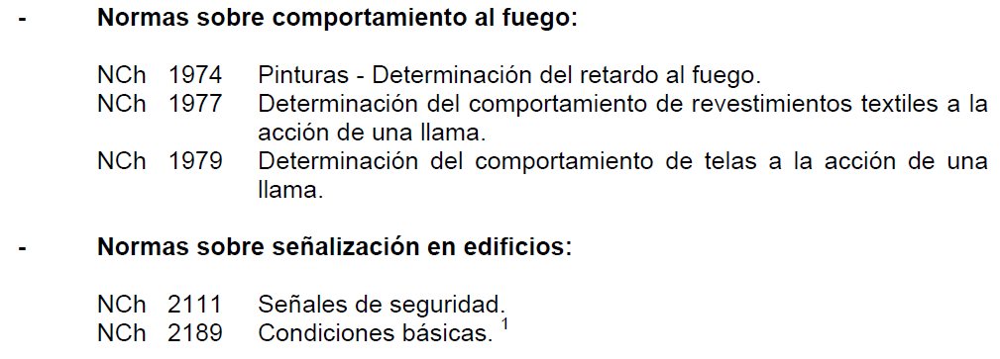 - Normas sobre comportamiento al fuego:
NCh 1974 Pinturas - Determinación del retardo al fuego.
NCh 1977 Determinación del comportamiento de revestimientos textiles a la
acción de una llama.
NCh 1979 Determinación del comportamiento de telas a la acción de una
llama.
- Normas sobre señalización en edificios:
NCh 2111 Señales de seguridad.
NCh 2189 Condiciones básicas. 1